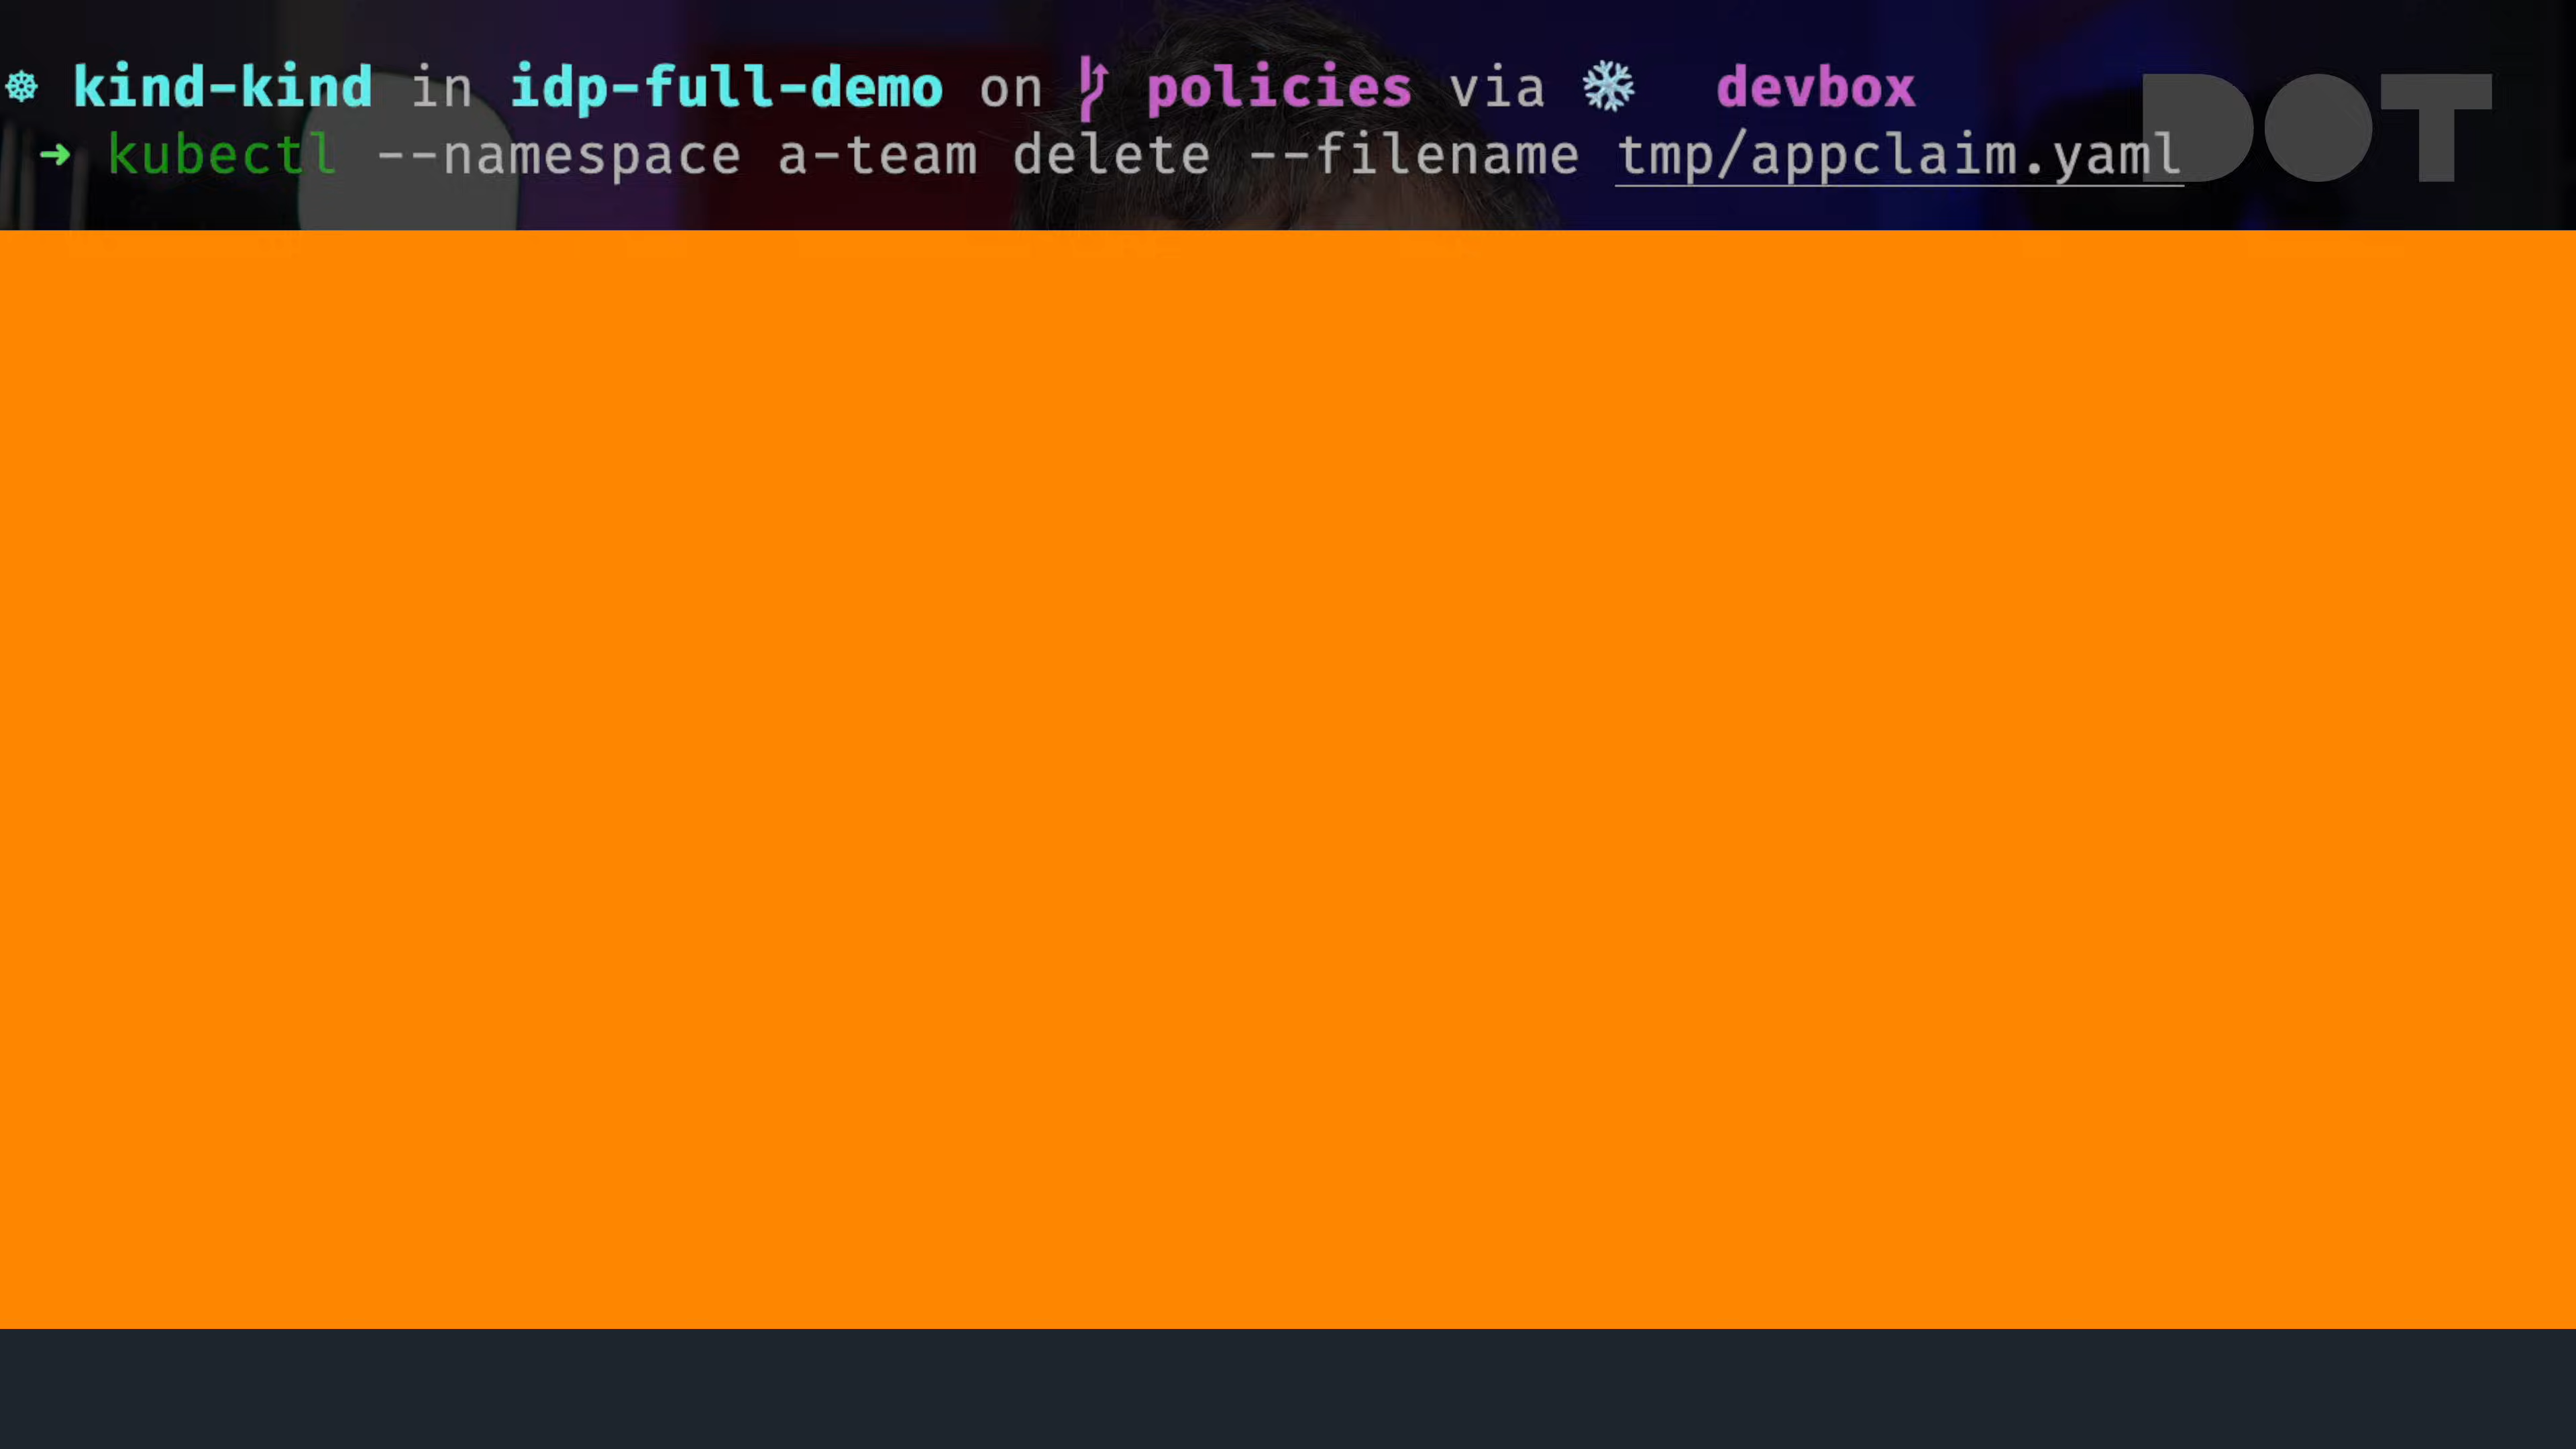 ☸ kind-kind in idp-full-demo on policies via ❄️ devbox
➜ kubectl --namespace a-team delete --filename tmp/appclaim.yaml
DOT